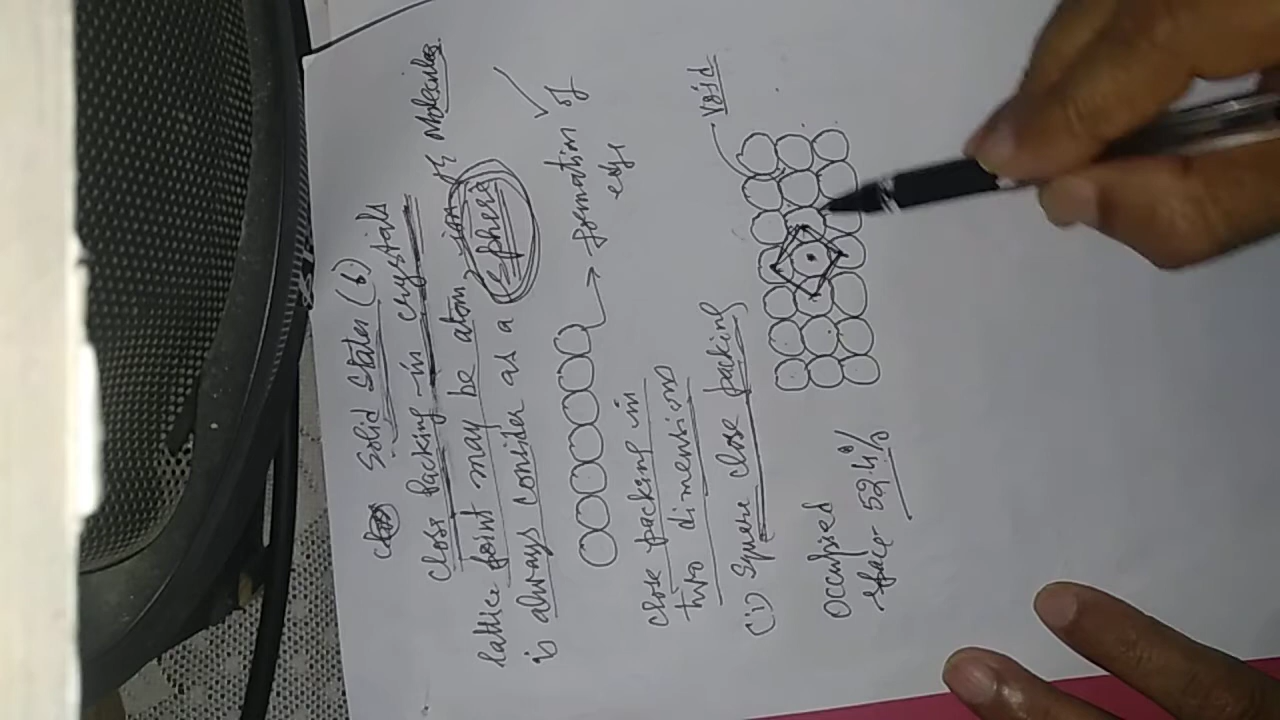 Solid States (6)
Close Packing in crystals
Lattice point may be atom, ion or Molecules.
is always conider as a (Sphere)
formation of
edge
close packing in
two dimensions
(i) Square close packing
Void
Occupied
space 52.4%